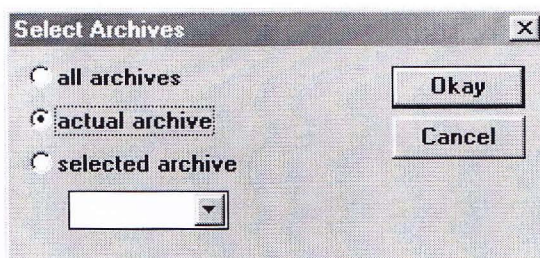 Select Archives
all archives
actual archive
selected archive
Okay
Cancel